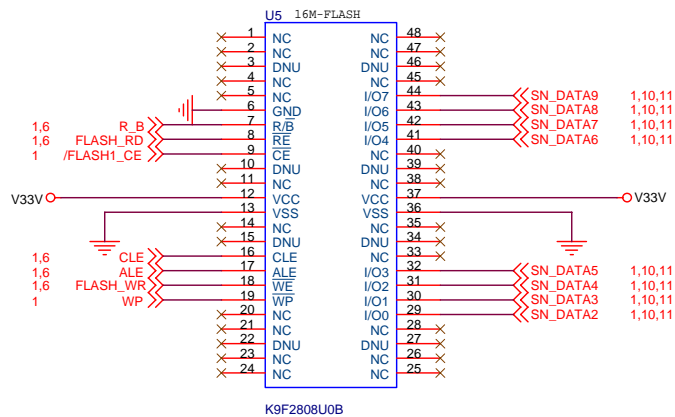 U5 16M-FLASH
1 NC NC 48
2 NC NC 47
3 DNU DNU 46
4 NC NC 45
5 NC I/O7 44 SN_DATA9 1,10,11
6 GND I/O6 43 SN_DATA8 1,10,11
1,6 R_B 7 R/B I/O5 42 SN_DATA7 1,10,11
1,6 FLASH_RD 8 RE I/O4 41 SN_DATA6 1,10,11
1 /FLASH1_CE 9 CE NC 40
10 DNU DNU 39
11 NC NC 38
V33V 12 VCC VCC 37 V33V
13 VSS VSS 36
14 NC NC 35
15 DNU DNU 34
1,6 CLE 16 CLE NC 33
1,6 ALE 17 ALE I/O3 32 SN_DATA5 1,10,11
1,6 FLASH_WR 18 WE I/O2 31 SN_DATA4 1,10,11
1 WP 19 WP I/O1 30 SN_DATA3 1,10,11
20 NC I/O0 29 SN_DATA2 1,10,11
21 NC NC 28
22 DNU DNU 27
23 NC NC 26
24 NC NC 25
K9F2808U0B